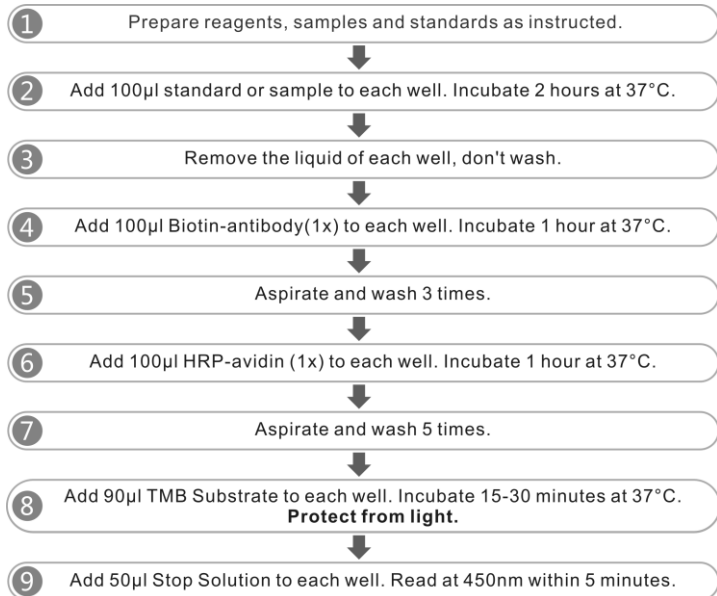 1 Prepare reagents, samples and standards as instructed.
2 Add 100μl standard or sample to each well. Incubate 2 hours at 37°C.
3 Remove the liquid of each well, don't wash.
4 Add 100μl Biotin-antibody(1x) to each well. Incubate 1 hour at 37°C.
5 Aspirate and wash 3 times.
6 Add 100μl HRP-avidin (1x) to each well. Incubate 1 hour at 37°C.
7 Aspirate and wash 5 times.
8 Add 90μl TMB Substrate to each well. Incubate 15-30 minutes at 37°C.
Protect from light.
9 Add 50μl Stop Solution to each well. Read at 450nm within 5 minutes.